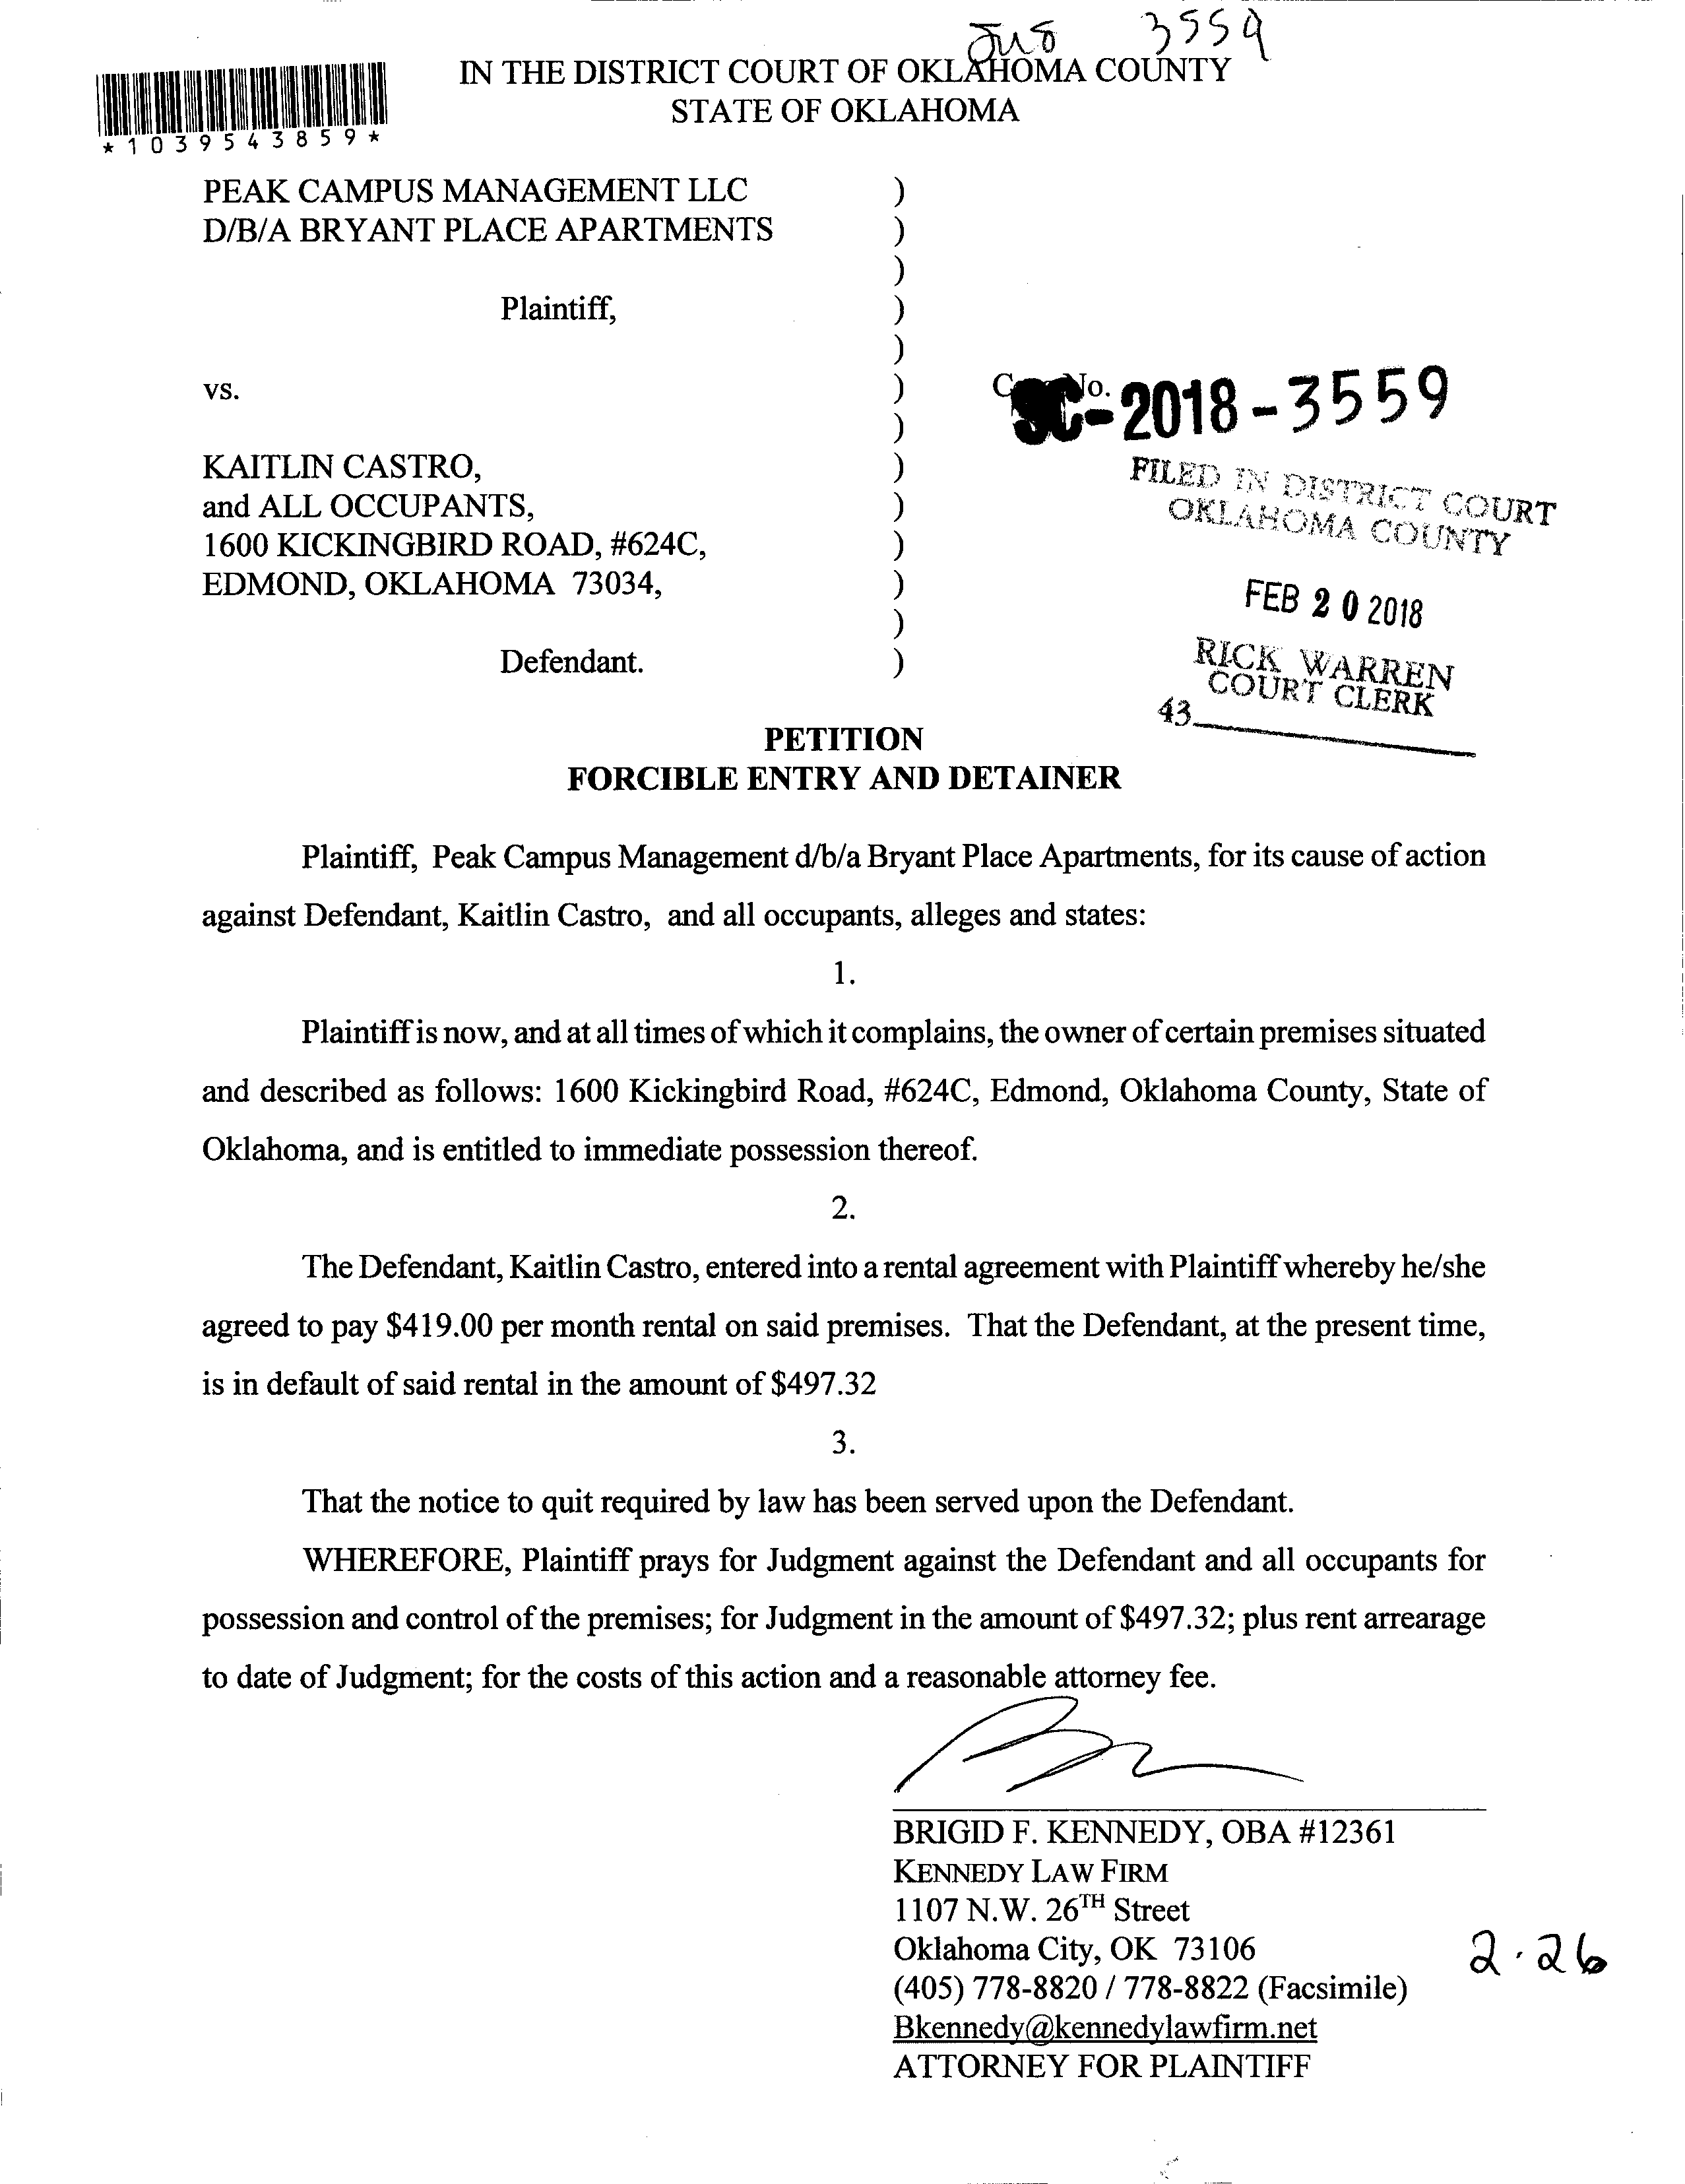 3559
IN THE DISTRICT COURT OF OKLAHOMA COUNTY
STATE OF OKLAHOMA
*1039543859*
PEAK CAMPUS MANAGEMENT LLC )
D/B/A BRYANT PLACE APARTMENTS )
)
Plaintiff, )
)
vs. )
)
KAITLIN CASTRO, )
and ALL OCCUPANTS, )
1600 KICKINGBIRD ROAD, #624C, )
EDMOND, OKLAHOMA 73034, )
)
Defendant. )
No.
SC-2018-3559
FILED IN DISTRICT COURT
OKLAHOMA COUNTY
FEB 20 2018
RICK WARREN
COURT CLERK
43
PETITION
FORCIBLE ENTRY AND DETAINER
Plaintiff, Peak Campus Management d/b/a Bryant Place Apartments, for its cause of action
against Defendant, Kaitlin Castro, and all occupants, alleges and states:
1.
Plaintiff is now, and at all times of which it complains, the owner of certain premises situated
and described as follows: 1600 Kickingbird Road, #624C, Edmond, Oklahoma County, State of
Oklahoma, and is entitled to immediate possession thereof.
2.
The Defendant, Kaitlin Castro, entered into a rental agreement with Plaintiff whereby he/she
agreed to pay $419.00 per month rental on said premises. That the Defendant, at the present time,
is in default of said rental in the amount of $497.32
3.
That the notice to quit required by law has been served upon the Defendant.
WHEREFORE, Plaintiff prays for Judgment against the Defendant and all occupants for
possession and control of the premises; for Judgment in the amount of $497.32; plus rent arrearage
to date of Judgment; for the costs of this action and a reasonable attorney fee.
BRIGID F. KENNEDY, OBA #12361
KENNEDY LAW FIRM
1107 N.W. 26TH Street
Oklahoma City, OK 73106
(405) 778-8820 / 778-8822 (Facsimile)
Bkennedy@kennedylawfirm.net
ATTORNEY FOR PLAINTIFF
2.26